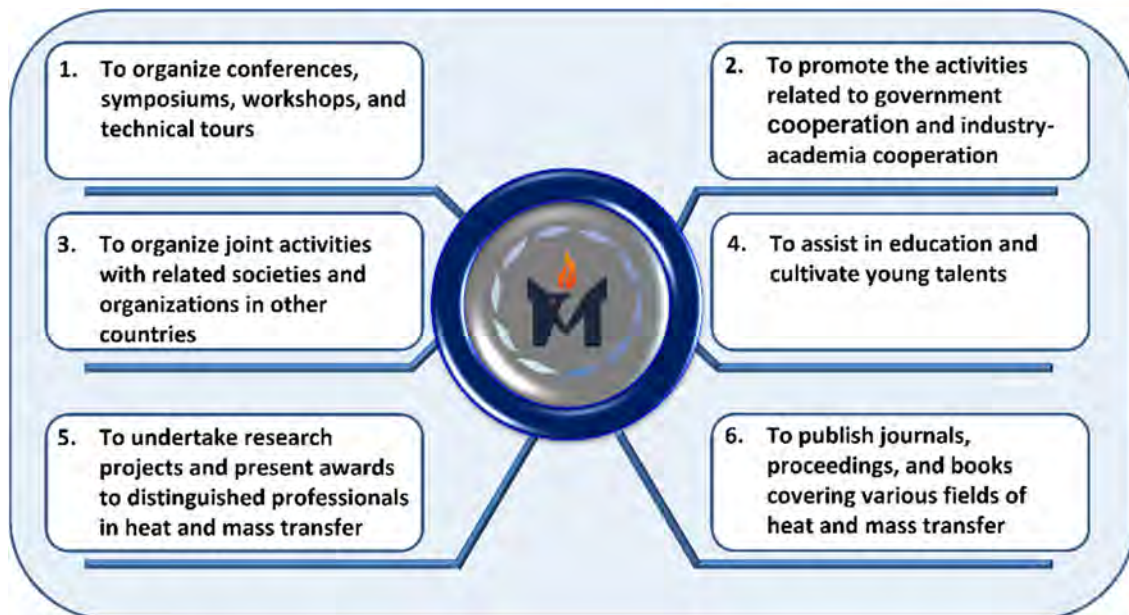 1. To organize conferences,
symposiums, workshops, and
technical tours
2. To promote the activities
related to government
cooperation and industry-
academia cooperation
3. To organize joint activities
with related societies and
organizations in other
countries
4. To assist in education and
cultivate young talents
5. To undertake research
projects and present awards
to distinguished professionals
in heat and mass transfer
6. To publish journals,
proceedings, and books
covering various fields of
heat and mass transfer